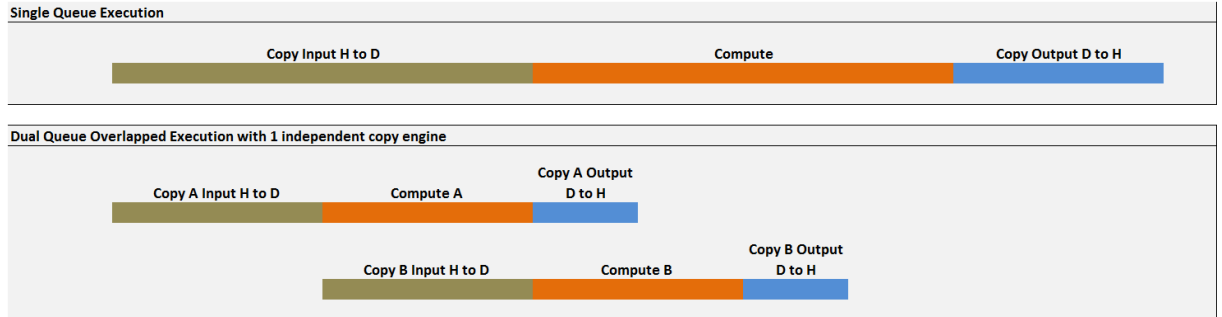 Single Queue Execution
Copy Input H to D
Compute
Copy Output D to H
Dual Queue Overlapped Execution with 1 independent copy engine
Copy A Input H to D
Compute A
Copy A Output
D to H
Copy B Input H to D
Compute B
Copy B Output
D to H